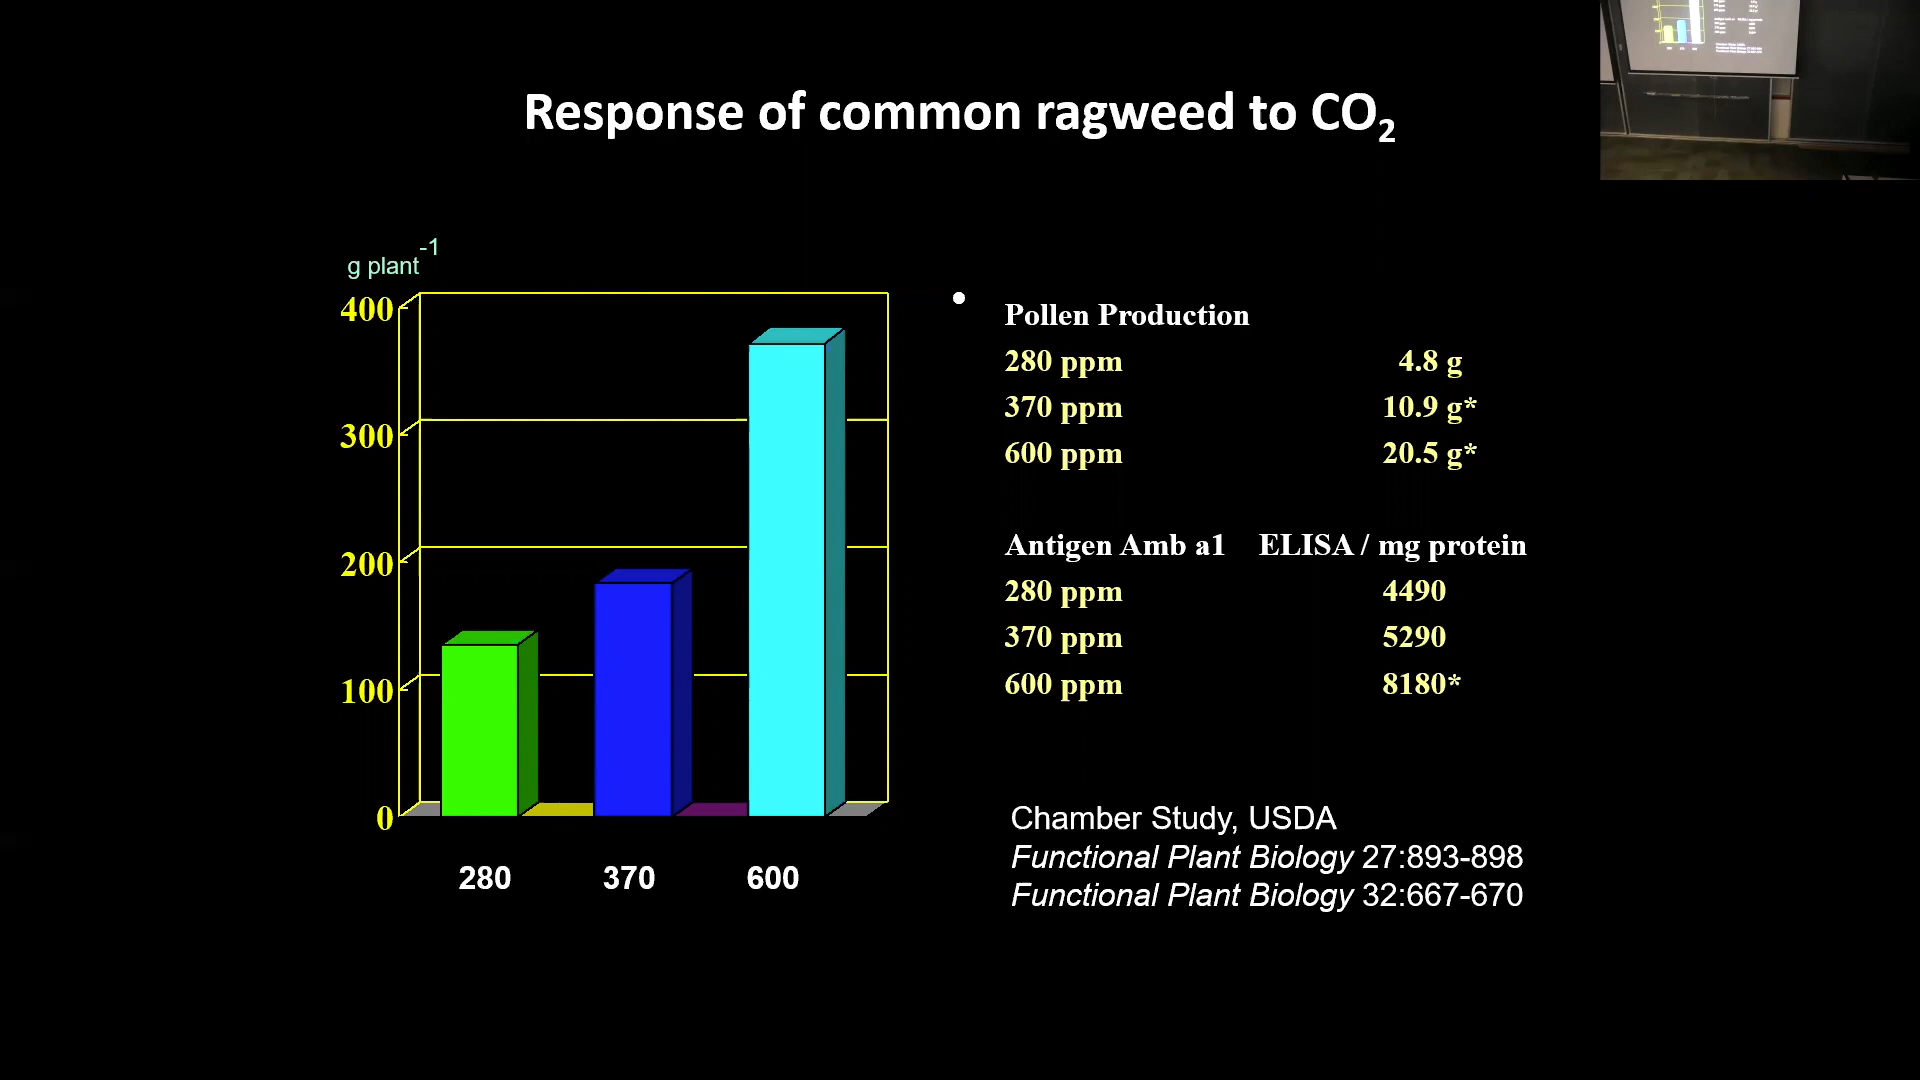 Response of common ragweed to CO₂
g plant⁻¹
400
300
200
100
0
280 370 600
• Pollen Production
280 ppm 4.8 g
370 ppm 10.9 g*
600 ppm 20.5 g*
Antigen Amb a1 ELISA / mg protein
280 ppm 4490
370 ppm 5290
600 ppm 8180*
Chamber Study, USDA
Functional Plant Biology 27:893-898
Functional Plant Biology 32:667-670